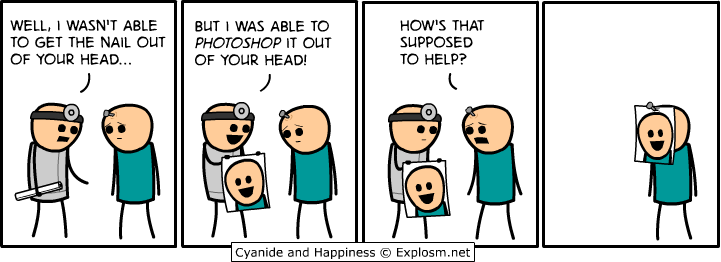 WELL, I WASN'T ABLE
TO GET THE NAIL OUT
OF YOUR HEAD...
BUT I WAS ABLE TO
PHOTOSHOP IT OUT
OF YOUR HEAD!
HOW'S THAT
SUPPOSED
TO HELP?
Cyanide and Happiness © Explosm.net